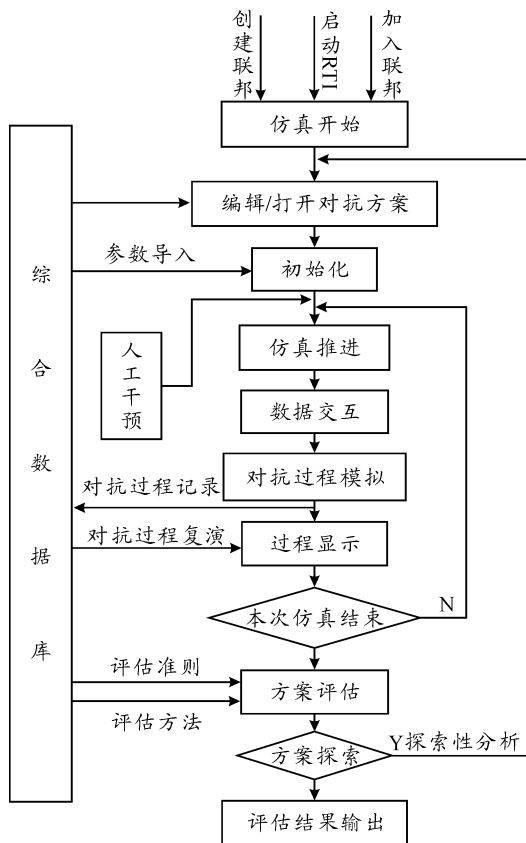 创建联邦
启动RTI
加入联邦
仿真开始
编辑/打开对抗方案
综合数据库
参数导入
初始化
人工干预
仿真推进
数据交互
对抗过程模拟
对抗过程记录
对抗过程复演
过程显示
本次仿真结束
N
评估准则
方案评估
评估方法
方案探索
Y探索性分析
评估结果输出